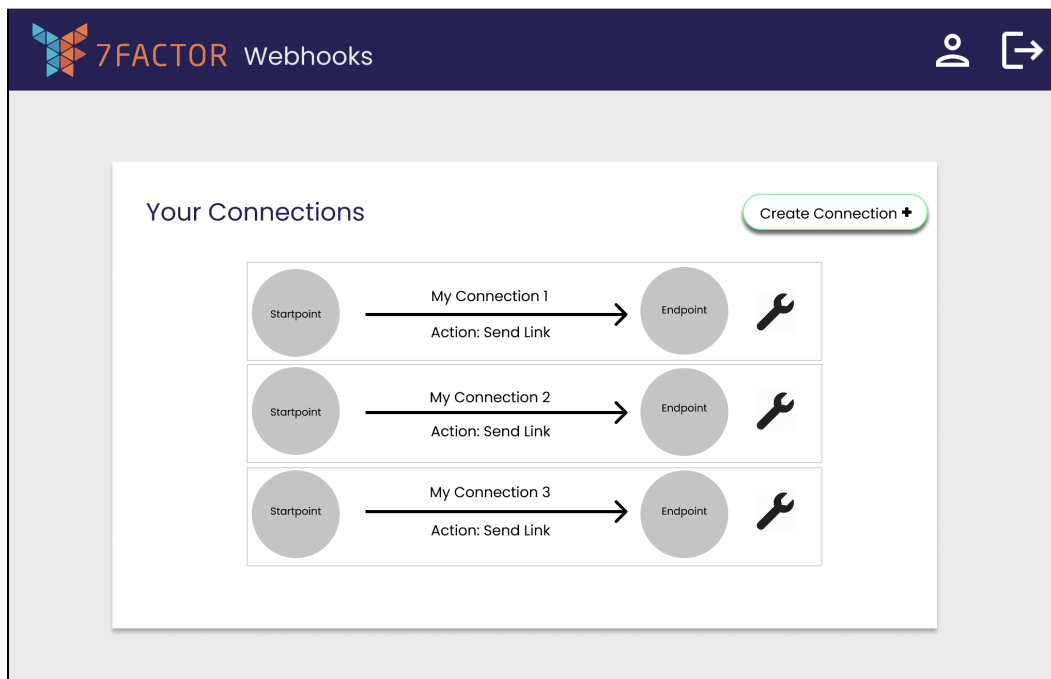 7FACTOR Webhooks
Your Connections
Create Connection +
Startpoint
My Connection 1
Action: Send Link
Endpoint
Startpoint
My Connection 2
Action: Send Link
Endpoint
Startpoint
My Connection 3
Action: Send Link
Endpoint